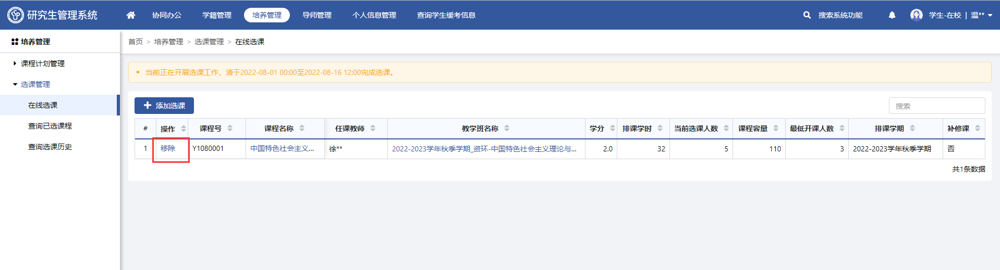 研究生管理系统 协同办公 学籍管理 培养管理 导师管理 个人信息管理 查询学生缓考信息 搜索系统功能 学生-在校 | 温**
培养管理
首页 > 培养管理 > 选课管理 > 在线选课
课程计划管理
选课管理
在线选课
查询已选课程
查询选课历史
当前正在开展选课工作，请于2022-08-01 00:00至2022-08-16 12:00完成选课。
添加选课 搜索
# 操作 课程号 课程名称 任课教师 教学班名称 学分 排课学时 当前选课人数 课程容量 最低开课人数 排课学期 补修课
1 移除 Y1080001 中国特色社会主义... 徐** 2022-2023学年秋季学期_资环-中国特色社会主义理论与... 2.0 32 5 110 3 2022-2023学年秋季学期 否
共1条数据